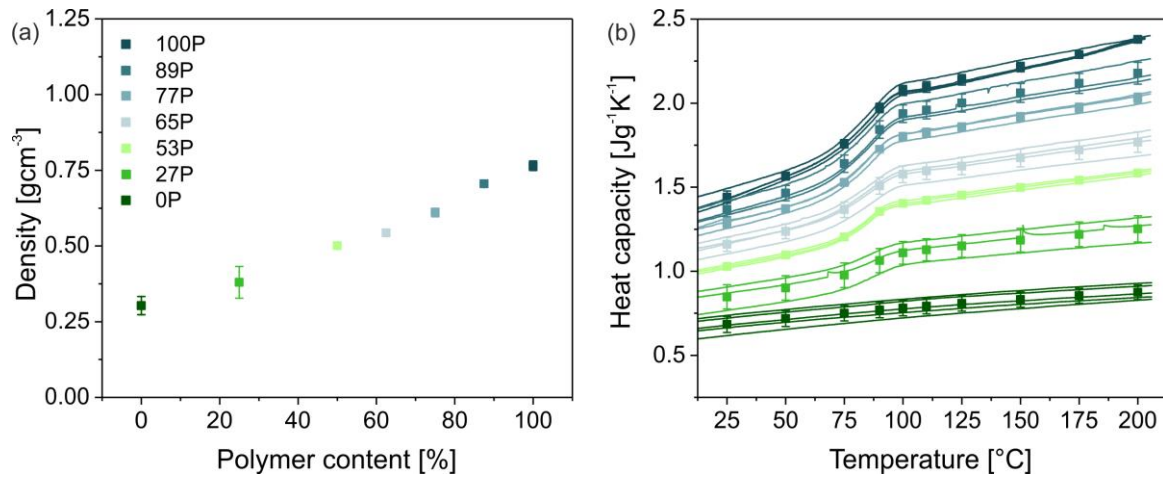 (a)
1.25
1.00
0.75
0.50
0.25
0.00
Density [gcm⁻³]
100P
89P
77P
65P
53P
27P
0P
0 20 40 60 80 100
Polymer content [%]
(b)
2.5
2.0
1.5
1.0
0.5
Heat capacity [Jg⁻¹K⁻¹]
25 50 75 100 125 150 175 200
Temperature [°C]